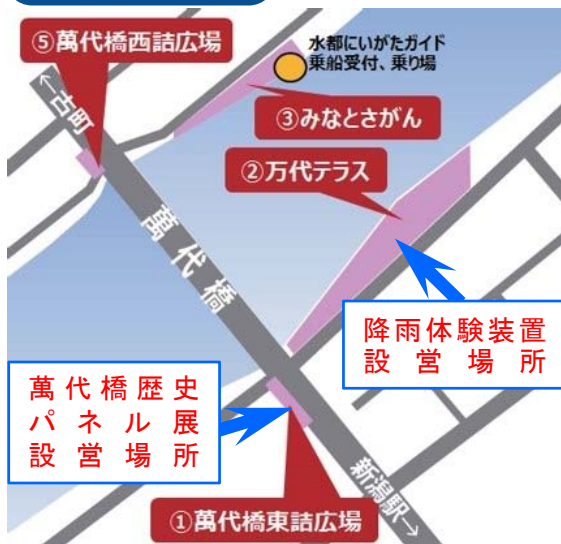 ⑤萬代橋西詰広場
水都にいがたガイド
乗船受付、乗り場
←古町
③みなとさがん
②万代テラス
萬代橋
降雨体験装置
設営場所
萬代橋歴史
パネル展
設営場所
新潟駅→
①萬代橋東詰広場